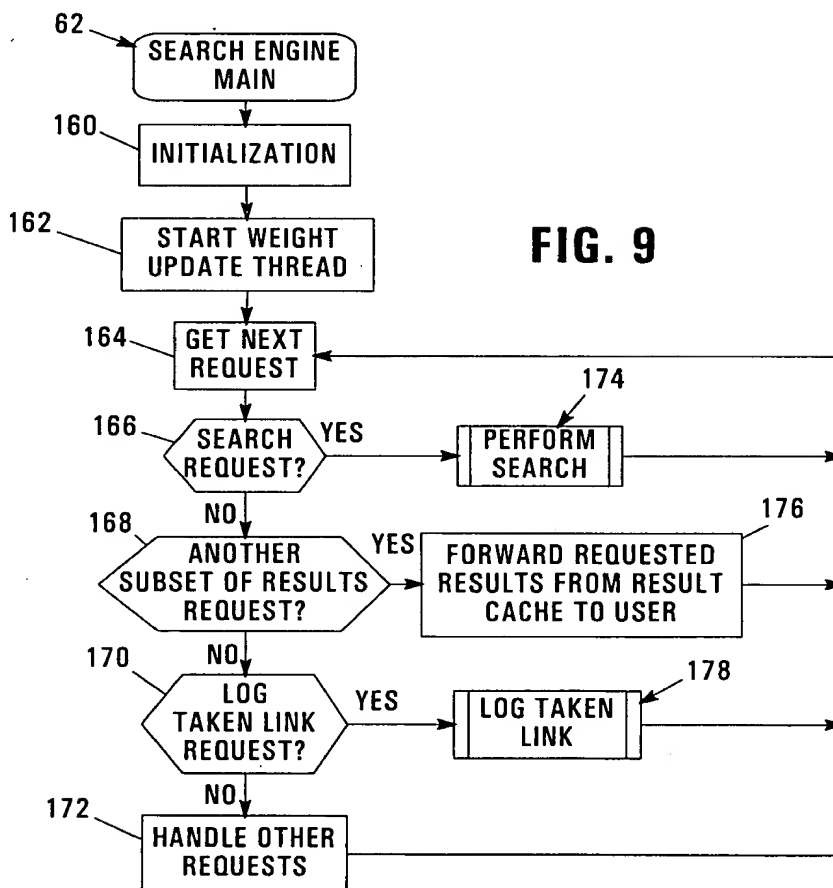 62
SEARCH ENGINE
MAIN
160
INITIALIZATION
162
START WEIGHT
UPDATE THREAD
FIG. 9
164
GET NEXT
REQUEST
166
SEARCH
REQUEST?
YES
174
PERFORM
SEARCH
NO
168
ANOTHER
SUBSET OF RESULTS
REQUEST?
YES
176
FORWARD REQUESTED
RESULTS FROM RESULT
CACHE TO USER
NO
170
LOG
TAKEN LINK
REQUEST?
YES
178
LOG TAKEN
LINK
NO
172
HANDLE OTHER
REQUESTS